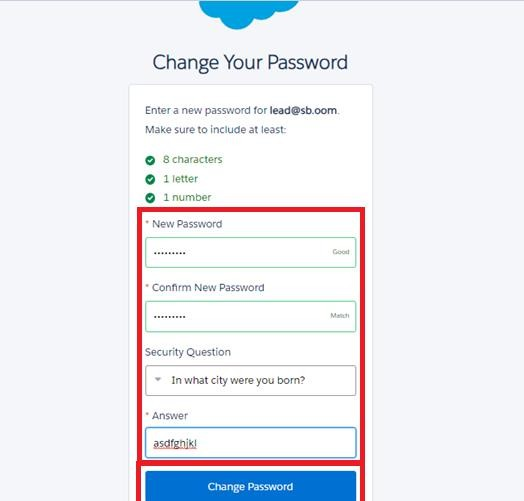 Change Your Password
Enter a new password for lead@sb.oom.
Make sure to include at least:
8 characters
1 letter
1 number
* New Password
•••••••••
Good
* Confirm New Password
•••••••••
Match
Security Question
In what city were you born?
* Answer
asdfghjkl
Change Password